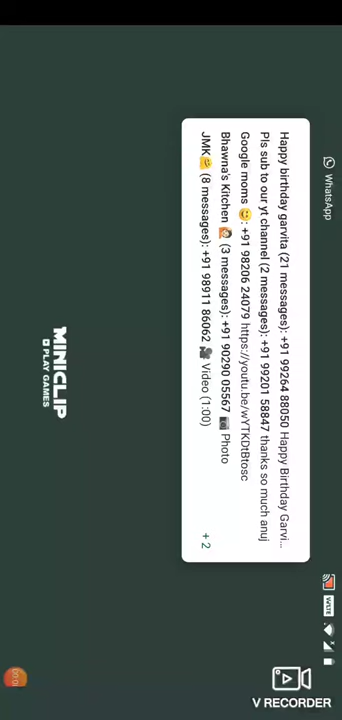 WhatsApp
VoLTE
Happy birthday garvita (21 messages): +91 99264 88050 Happy Birthday Garvi...
Pls sub to our yt channel (2 messages): +91 99201 58847 thanks so much anuj
Google moms 😊: +91 98206 24079 https://youtu.be/wYTKDtBtosc
Bhawna's Kitchen 🙋 (3 messages): +91 90290 05567 📷 Photo
JMK🤗 (8 messages): +91 98911 86062 🎥 Video (1:00)
+ 2
MINICLIP
PLAY GAMES
V RECORDER